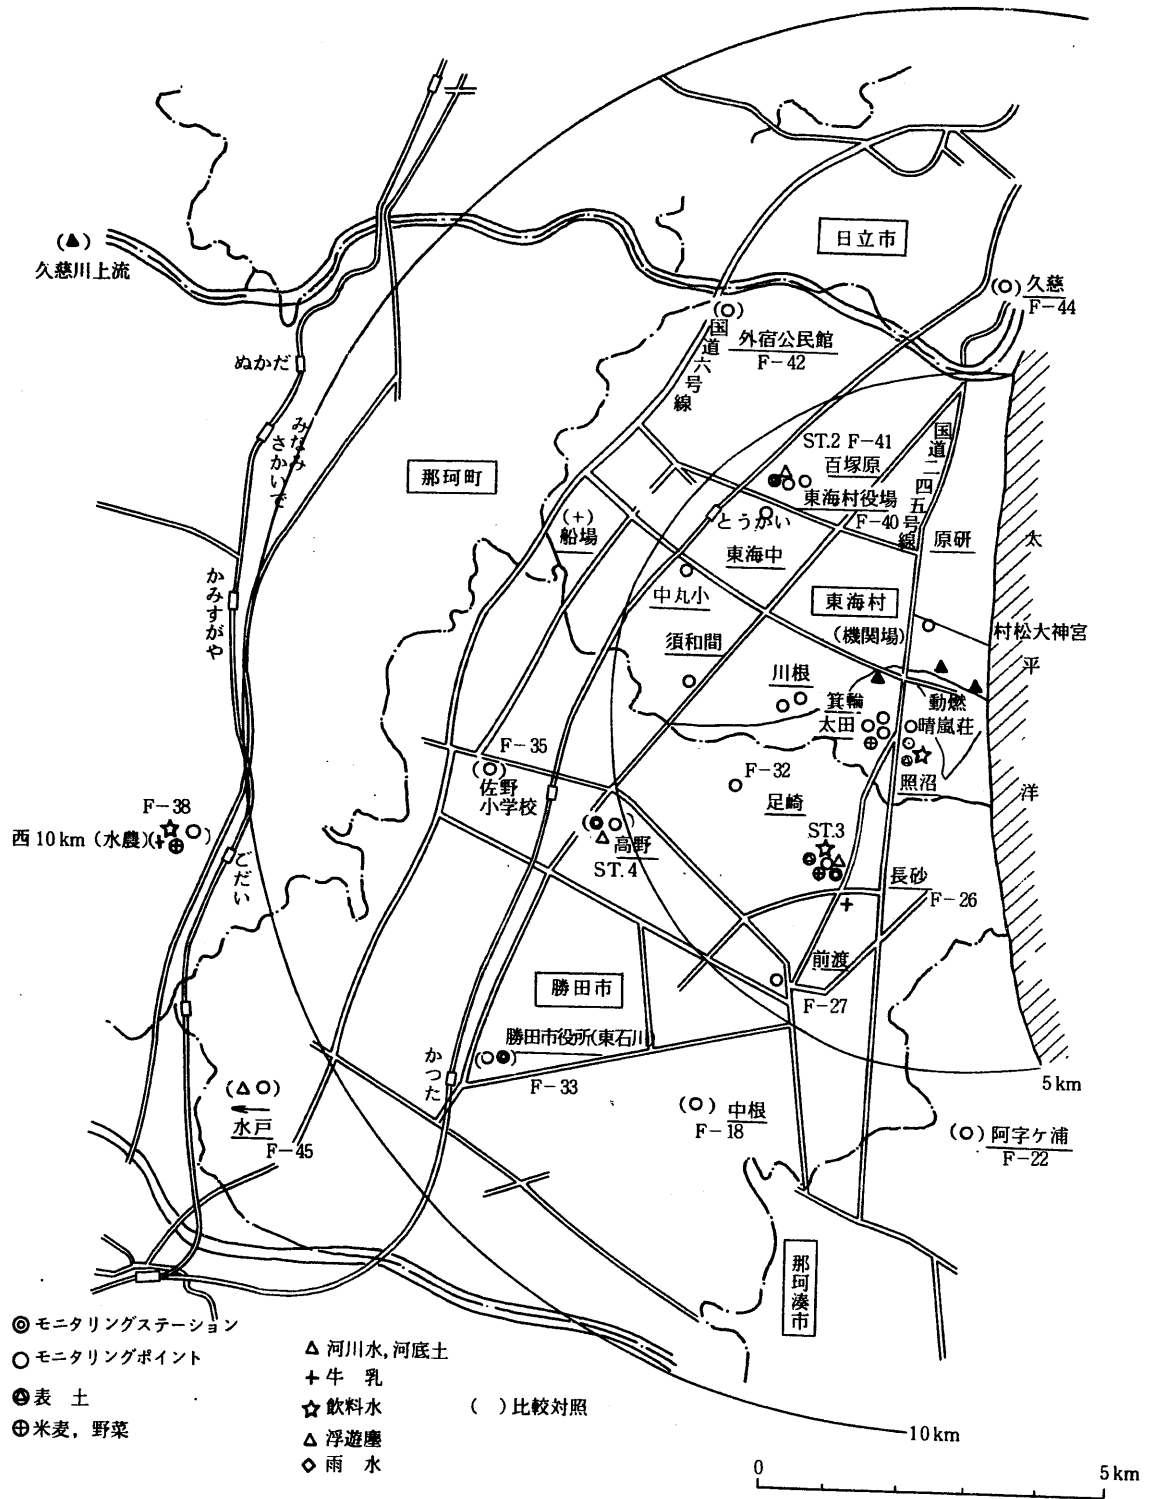 日立市
(▲)
久慈川上流
(○)久慈
F-44
(○)
外宿公民館
F-42
国道六号線
ぬかだ
みなみさかいで
那珂町
ST.2 F-41
百塚原
東海村役場
F-40
国道二四五号線
とうかい
(+)
船場
東海中
原研
太平洋
中丸小
東海村
(機関場)
村松大神宮
かみすがや
須和間
川根
箕輪
太田
動燃
晴嵐荘
照沼
F-35
佐野
小学校
F-32
足崎
F-38
西10km(水農)
ごだい
高野
ST.4
ST.3
長砂
F-26
前渡
F-27
勝田市
勝田市役所(東石川)
F-33
かつた
5km
(△○)
水戸
F-45
(○)中根
F-18
(○)阿字ケ浦
F-22
那珂湊市
◎モニタリングステーション
○モニタリングポイント
表 土
⊕米麦,野菜
△河川水,河底土
+牛 乳
☆飲料水
△浮遊塵
◇雨 水
( )比較対照
10km
0
5km